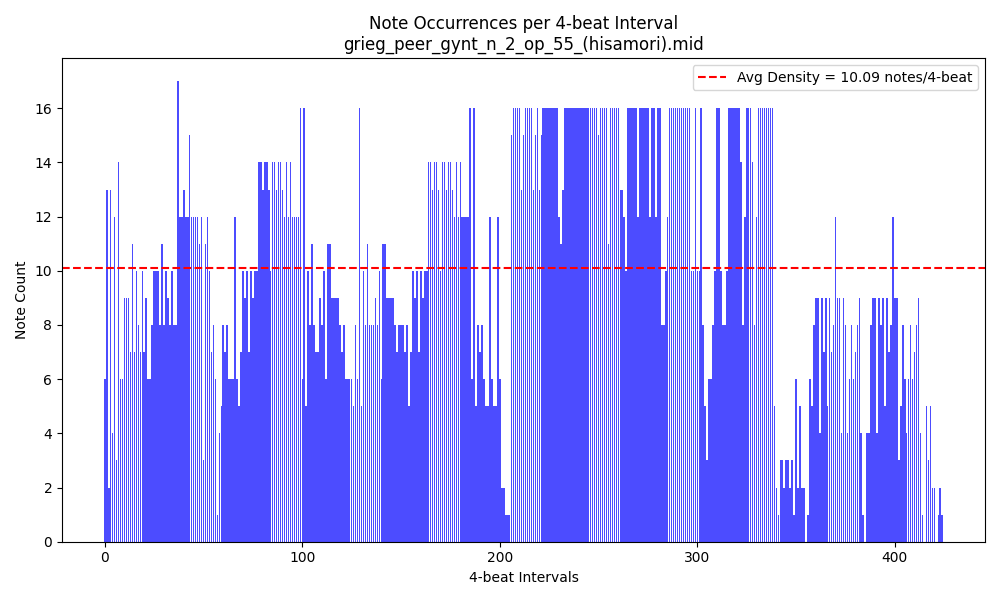 Note Occurrences per 4-beat Interval
grieg_peer_gynt_n_2_op_55_(hisamori).mid
Avg Density = 10.09 notes/4-beat
Note Count
16
14
12
10
8
6
4
2
0
0 100 200 300 400
4-beat Intervals